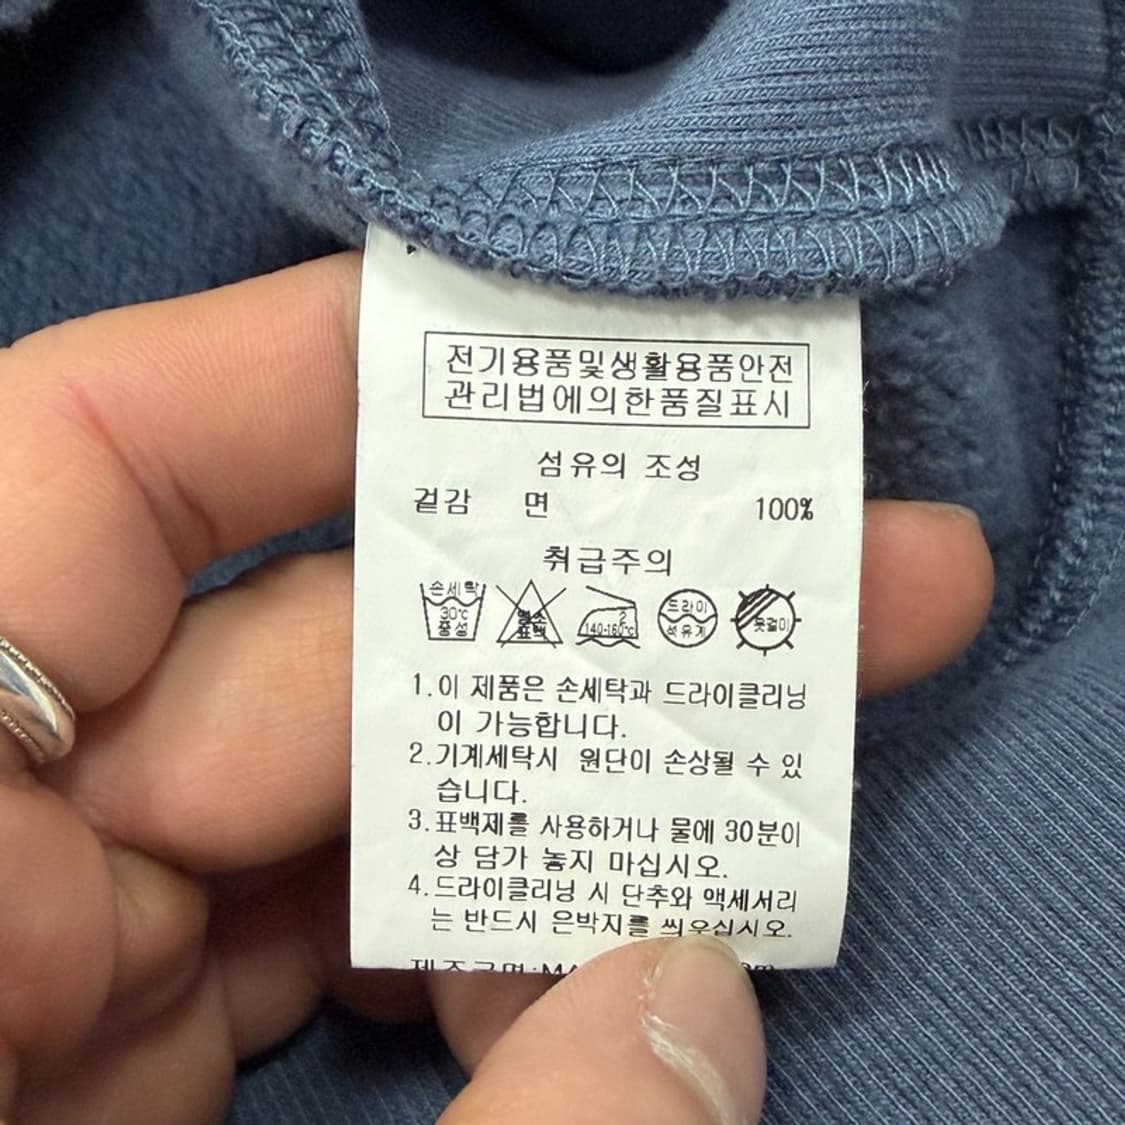 전기용품및생활용품안전
관리법에의한품질표시
섬유의 조성
겉감 면 100%
취급주의
손세탁 30℃ 중성
염소 표백
2 140-160℃
드라이 석유계
옷걸이
1.이 제품은 손세탁과 드라이클리닝
이 가능합니다.
2.기계세탁시 원단이 손상될 수 있
습니다.
3.표백제를 사용하거나 물에 30분이
상 담가 놓지 마십시오.
4.드라이클리닝 시 단추와 액세서리
는 반드시 은박지를 씌우십시오.